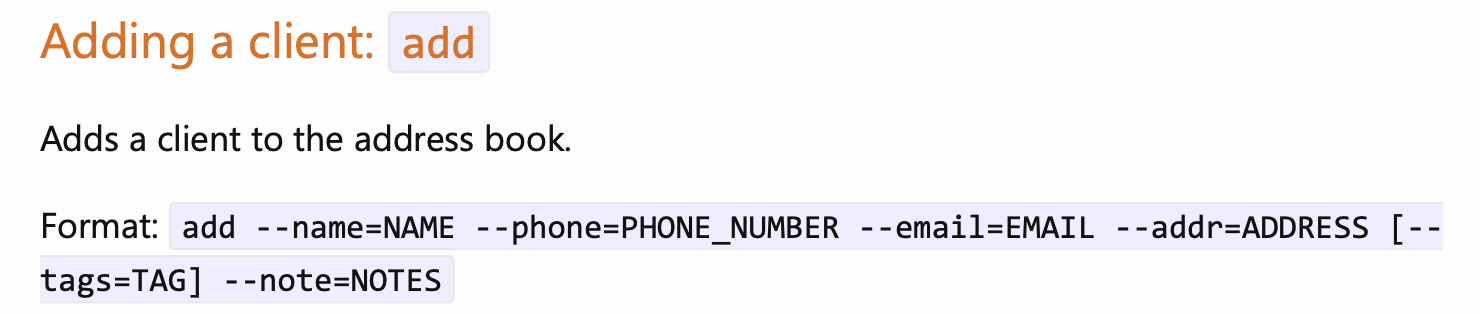 Adding a client: add
Adds a client to the address book.
Format: add --name=NAME --phone=PHONE_NUMBER --email=EMAIL --addr=ADDRESS [--
tags=TAG] --note=NOTES